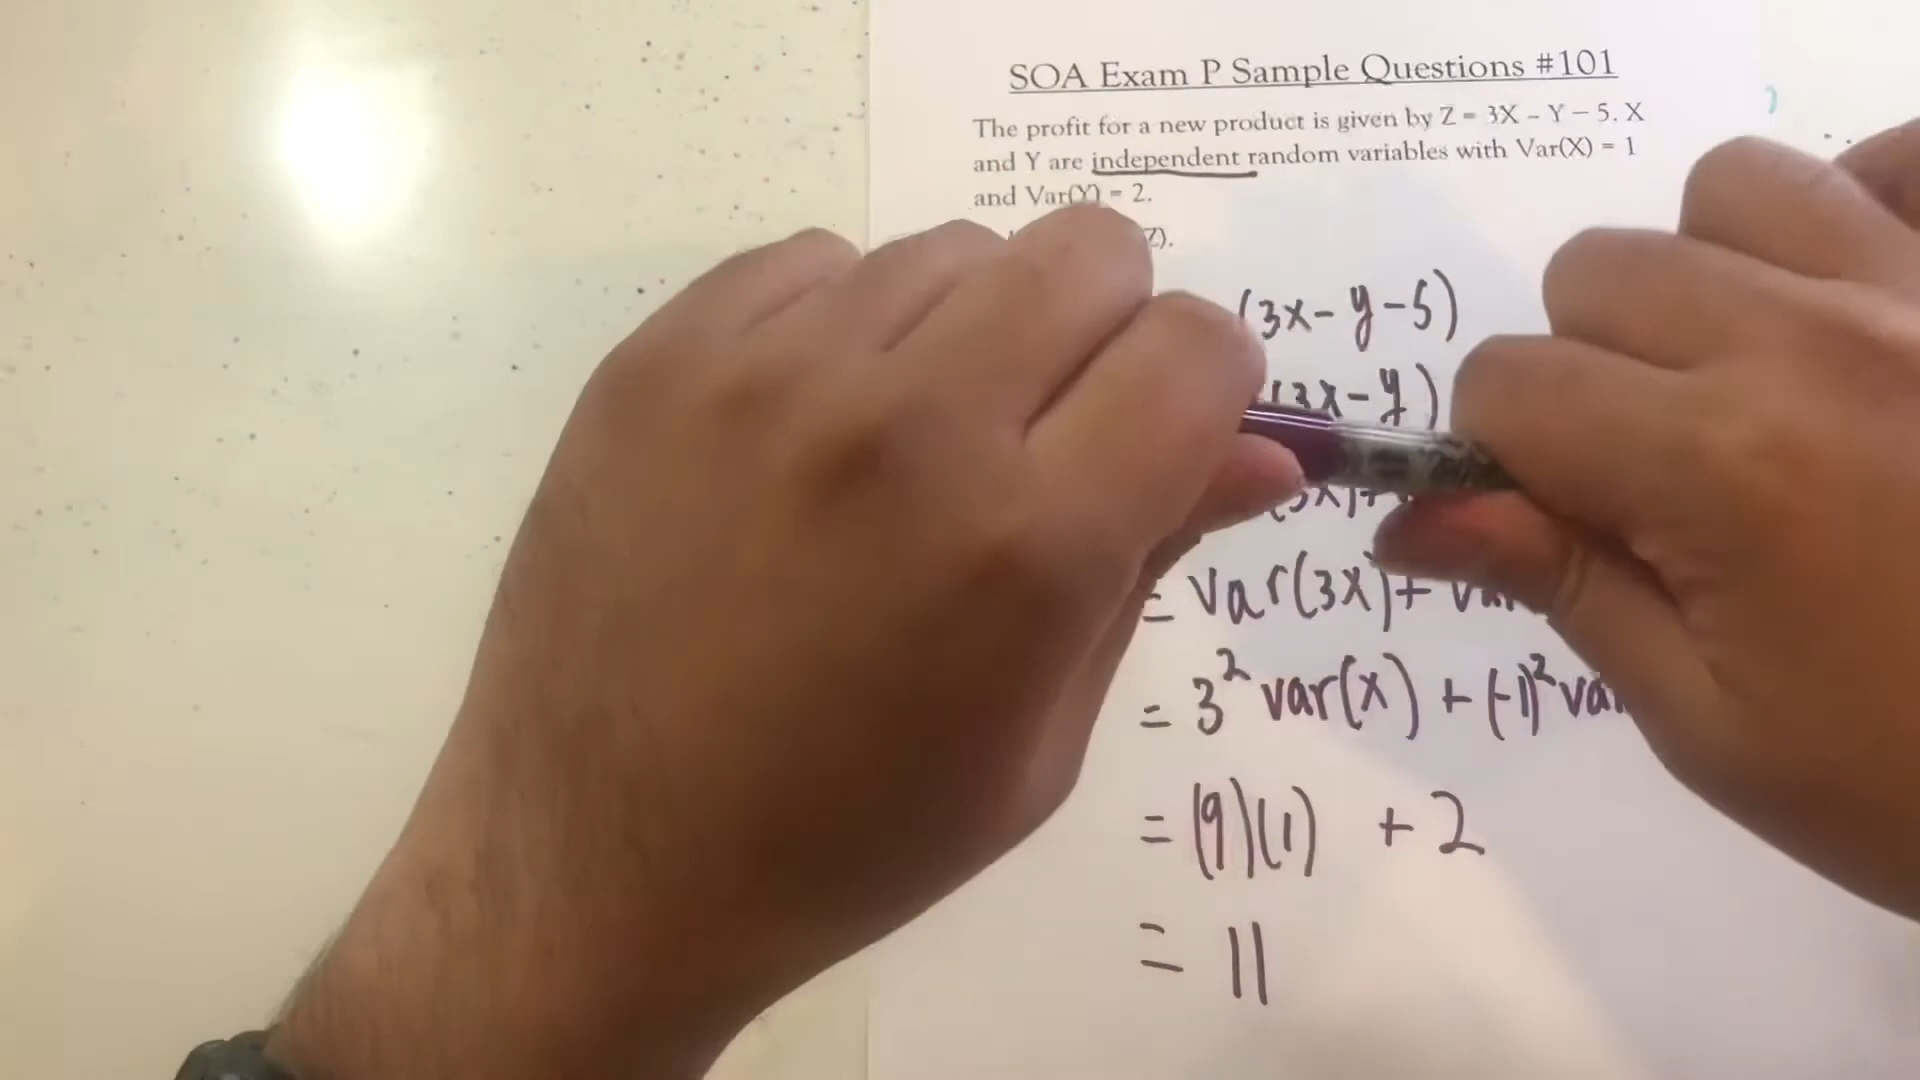 SOA Exam P Sample Questions #101
The profit for a new product is given by Z = 3X – Y – 5. X
and Y are independent random variables with Var(X) = 1
and Var(Y) = 2.
Z).
(3x - y - 5)
(3x - y)
(3x)+
= var(3x) + var
= 3² var(x) + (-1)² var
= (9)(1) + 2
= 11